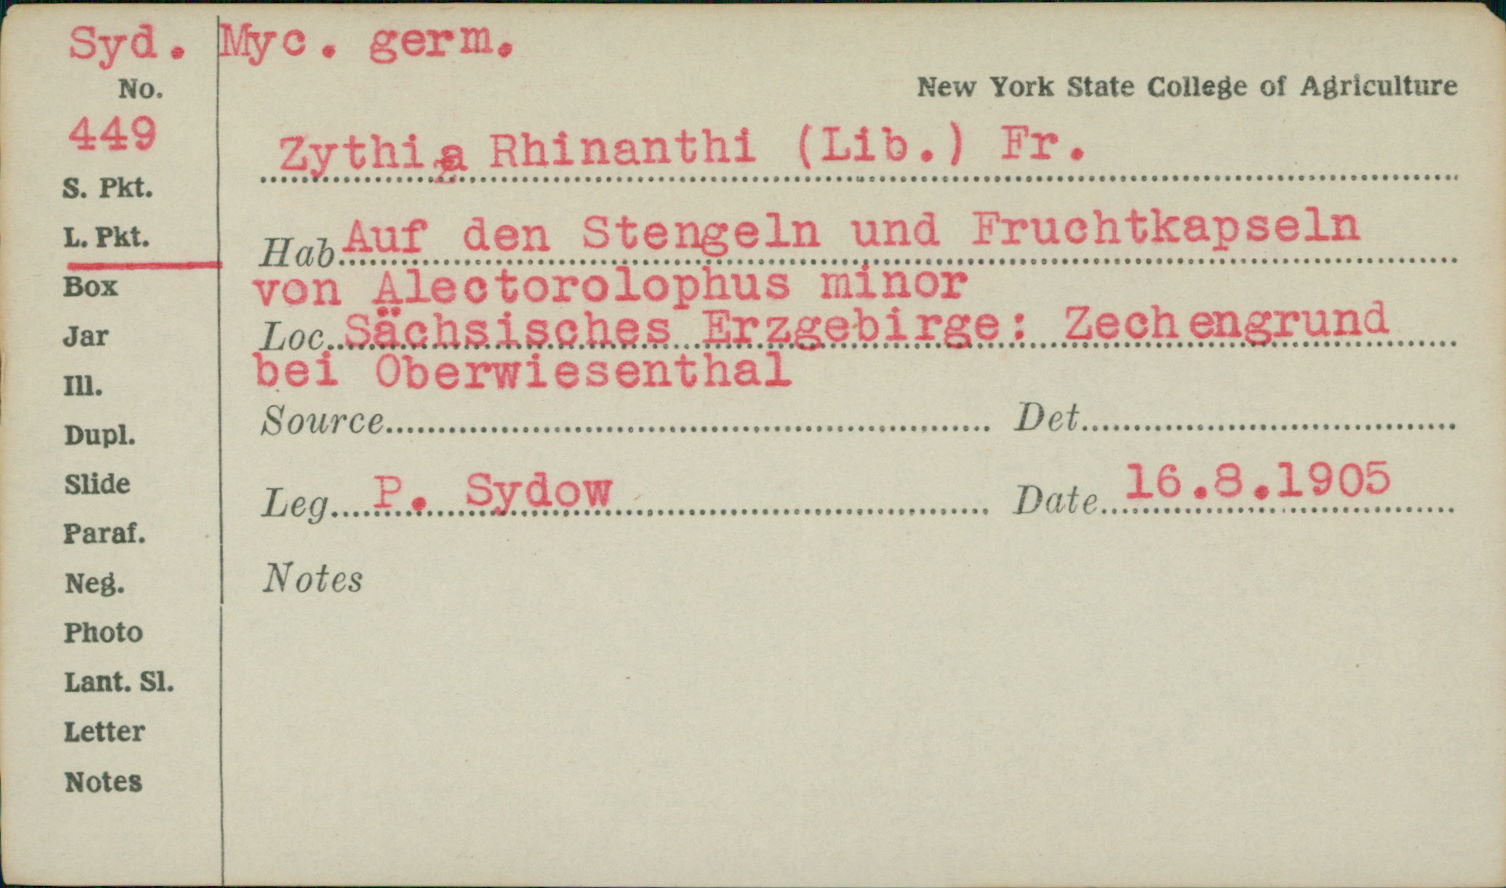 Syd. Myc. germ.
No.
New York State College of Agriculture
449
Zythia Rhinanthi (Lib.) Fr.
S. Pkt.
L. Pkt.
Hab. Auf den Stengeln und Fruchtkapseln
Box
von Alectorolophus minor
Jar
Loc. Sächsisches Erzgebirge: Zechengrund
Ill.
bei Oberwiesenthal
Dupl.
Source
Det.
Slide
Leg. P. Sydow
Date 16.8.1905
Paraf.
Neg.
Notes
Photo
Lant. Sl.
Letter
Notes